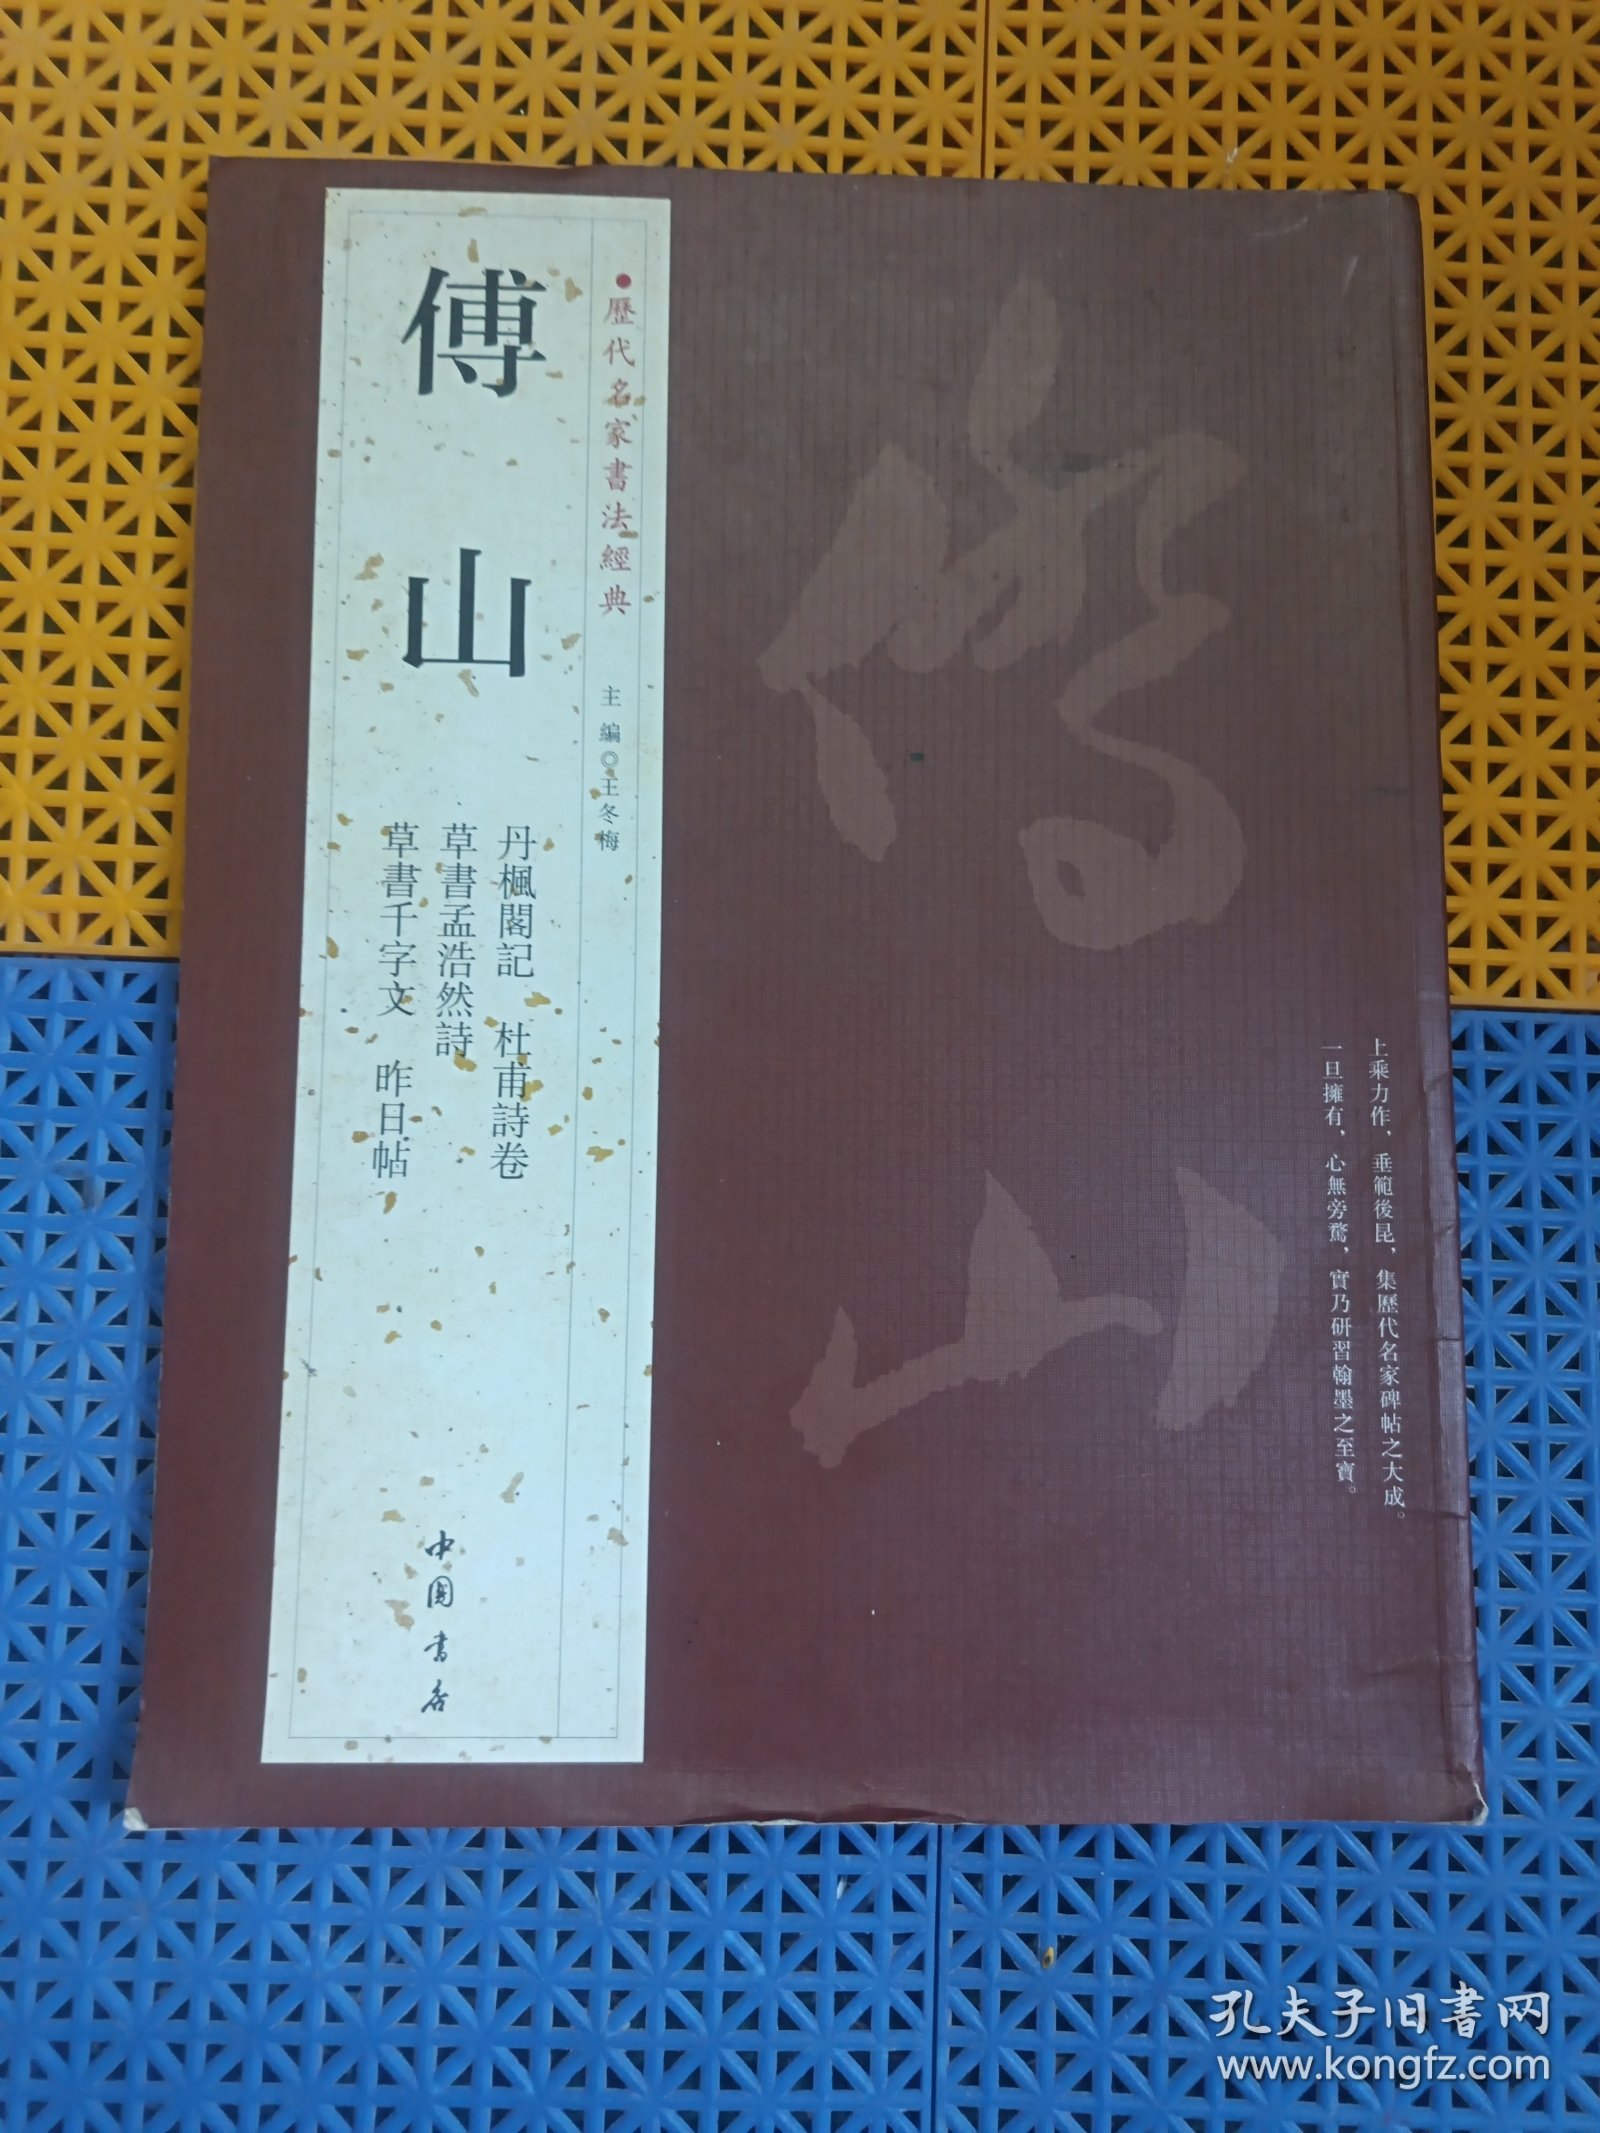 ●歷代名家書法經典
主編◎王冬梅
傅山
丹楓閣記 杜甫詩卷
草書孟浩然詩
草書千字文 昨日帖
中國書店
傅山
上乘力作，垂範後昆，集歷代名家碑帖之大成。
一旦擁有，心無旁騖，實乃研習翰墨之至寶。
孔夫子旧書网
www.kongfz.com